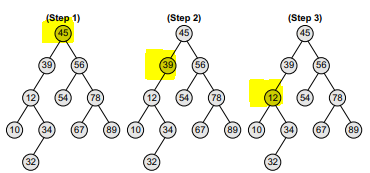 (Step 1) (Step 2) (Step 3)
45 45 45
39 56 39 56 39 56
12 54 78 12 54 78 12 54 78
10 34 67 89 10 34 67 89 10 34 67 89
32 32 32